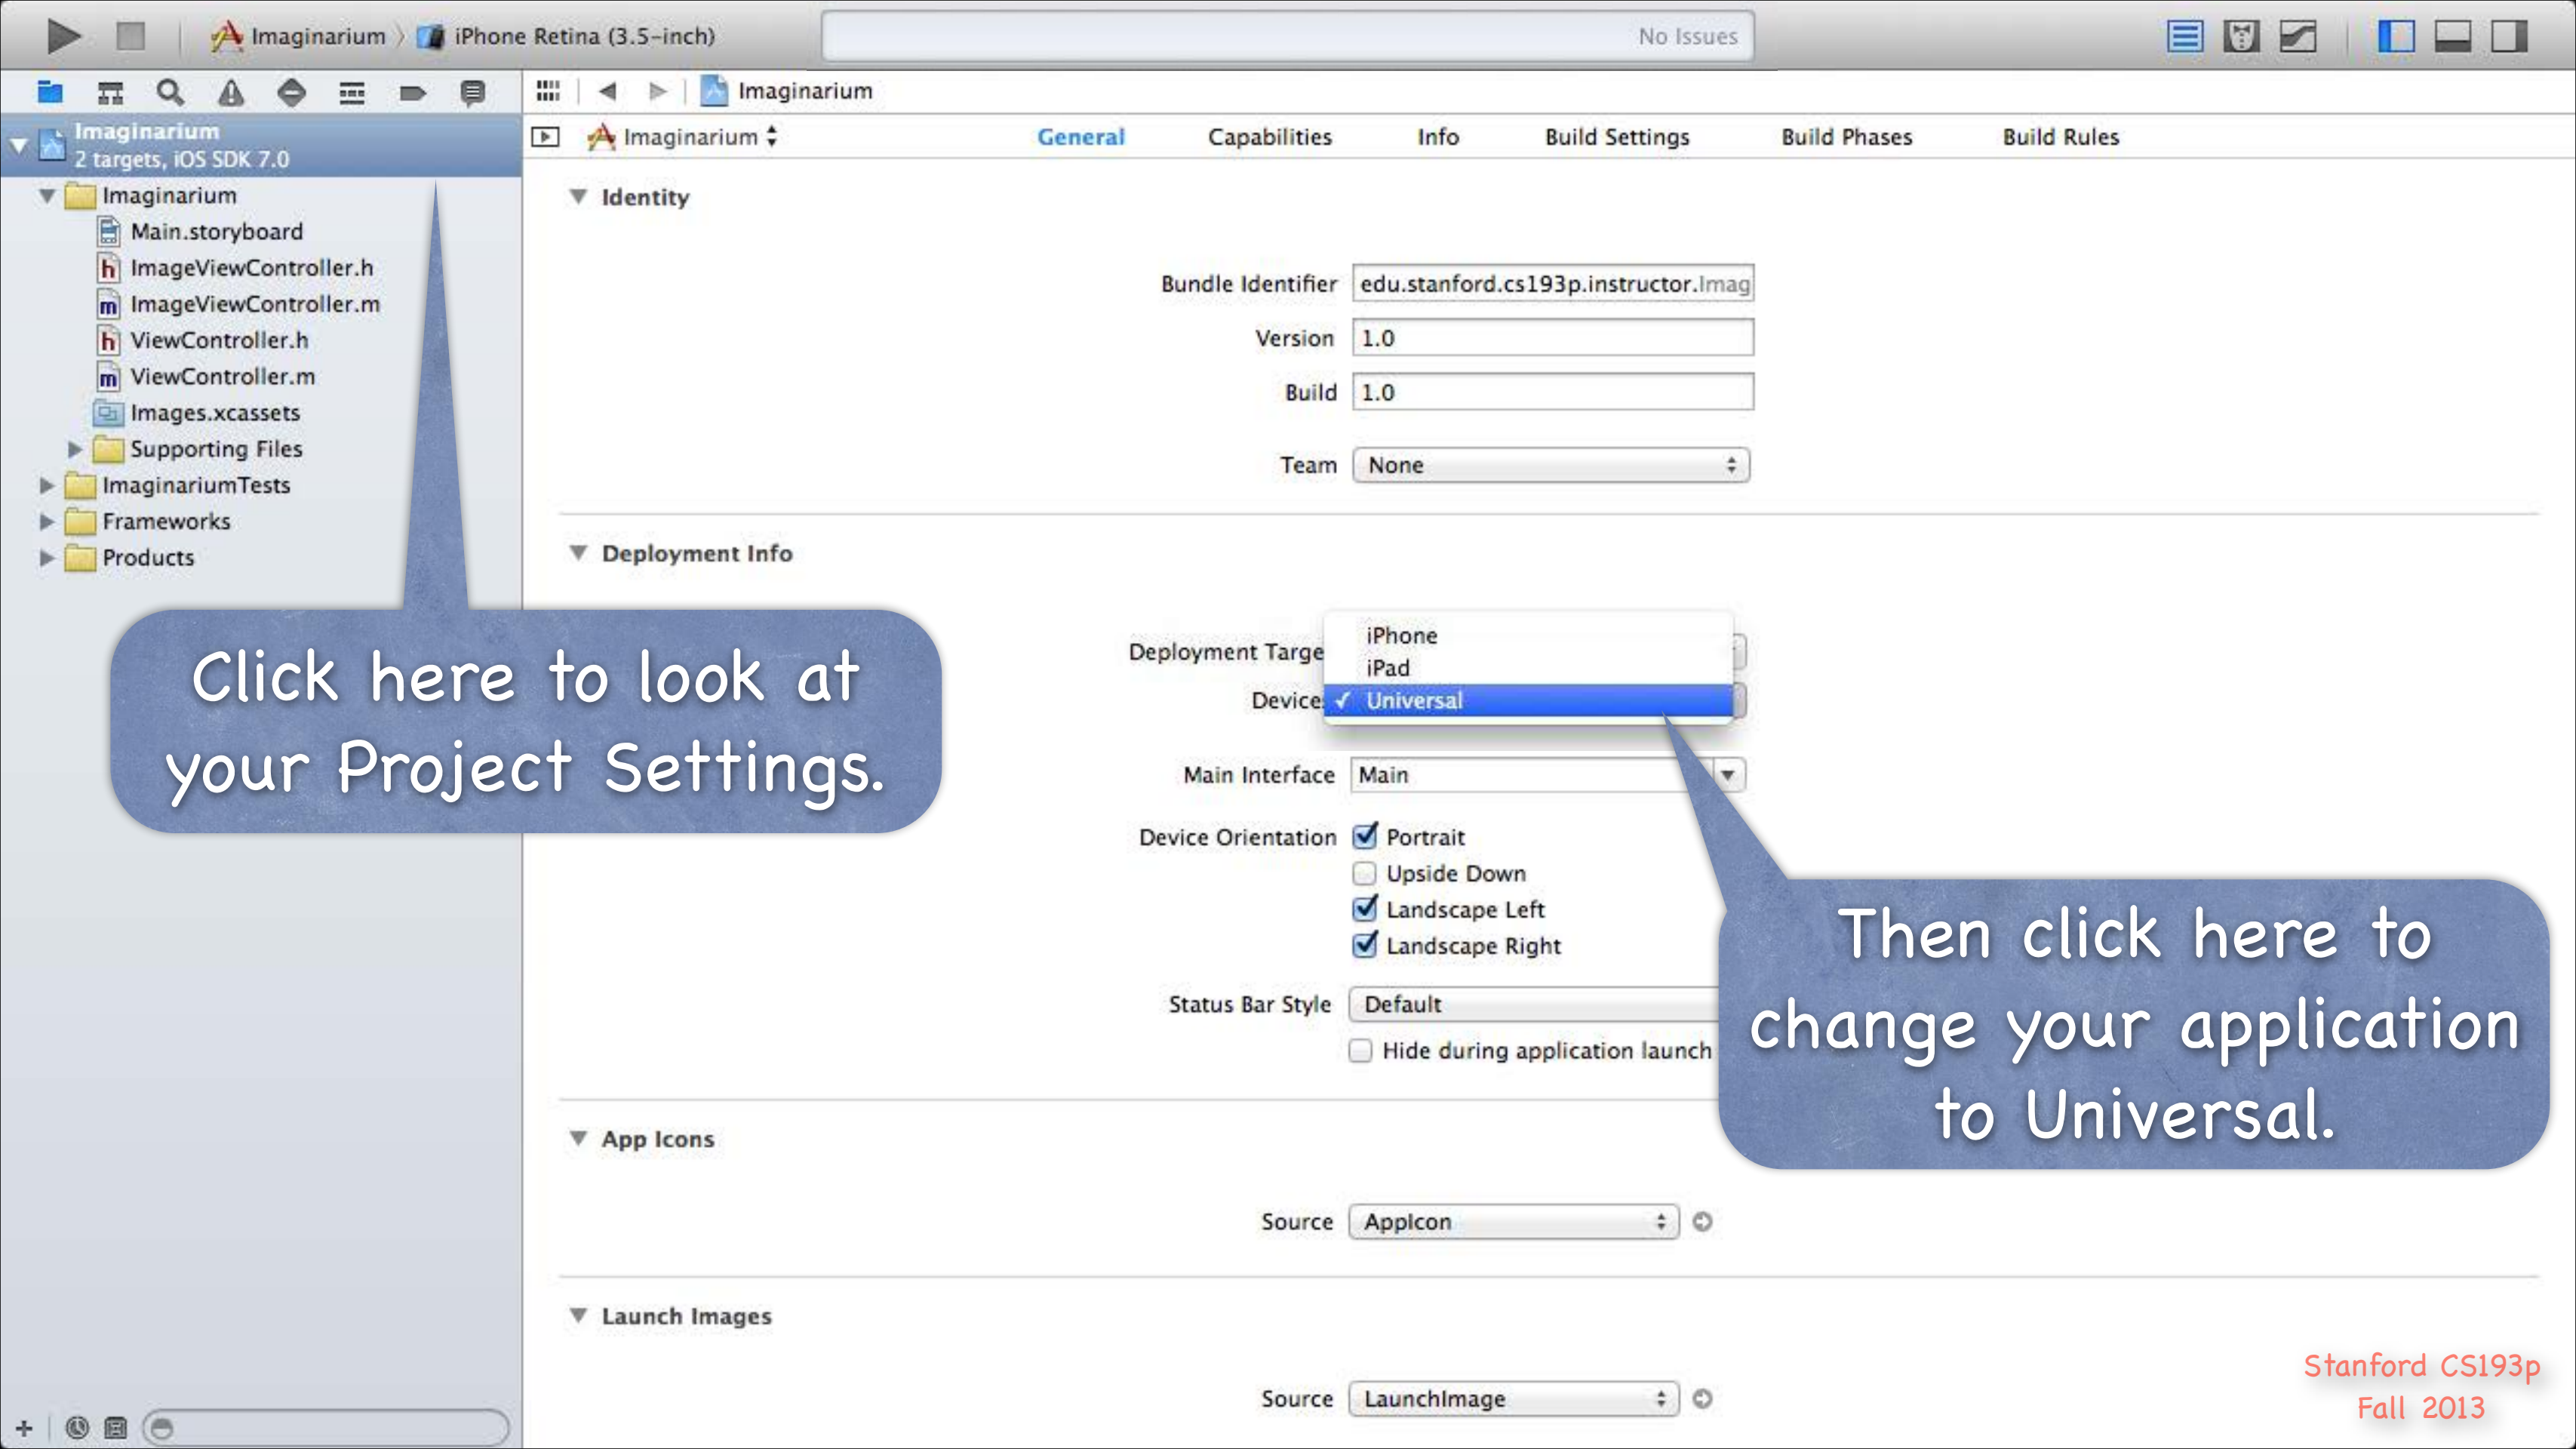 Imaginarium 〉 iPhone Retina (3.5-inch)
No Issues
Imaginarium
Imaginarium
2 targets, iOS SDK 7.0
Imaginarium
General Capabilities Info Build Settings Build Phases Build Rules
Imaginarium
Main.storyboard
ImageViewController.h
ImageViewController.m
ViewController.h
ViewController.m
Images.xcassets
Supporting Files
ImaginariumTests
Frameworks
Products
Identity
Bundle Identifier edu.stanford.cs193p.instructor.Imag
Version 1.0
Build 1.0
Team None
Deployment Info
Deployment Targe
iPhone
iPad
Device ✓ Universal
Main Interface Main
Device Orientation Portrait
Upside Down
Landscape Left
Landscape Right
Status Bar Style Default
Hide during application launch
App Icons
Source AppIcon
Launch Images
Source LaunchImage
Click here to look at
your Project Settings.
Then click here to
change your application
to Universal.
Stanford CS193p
Fall 2013